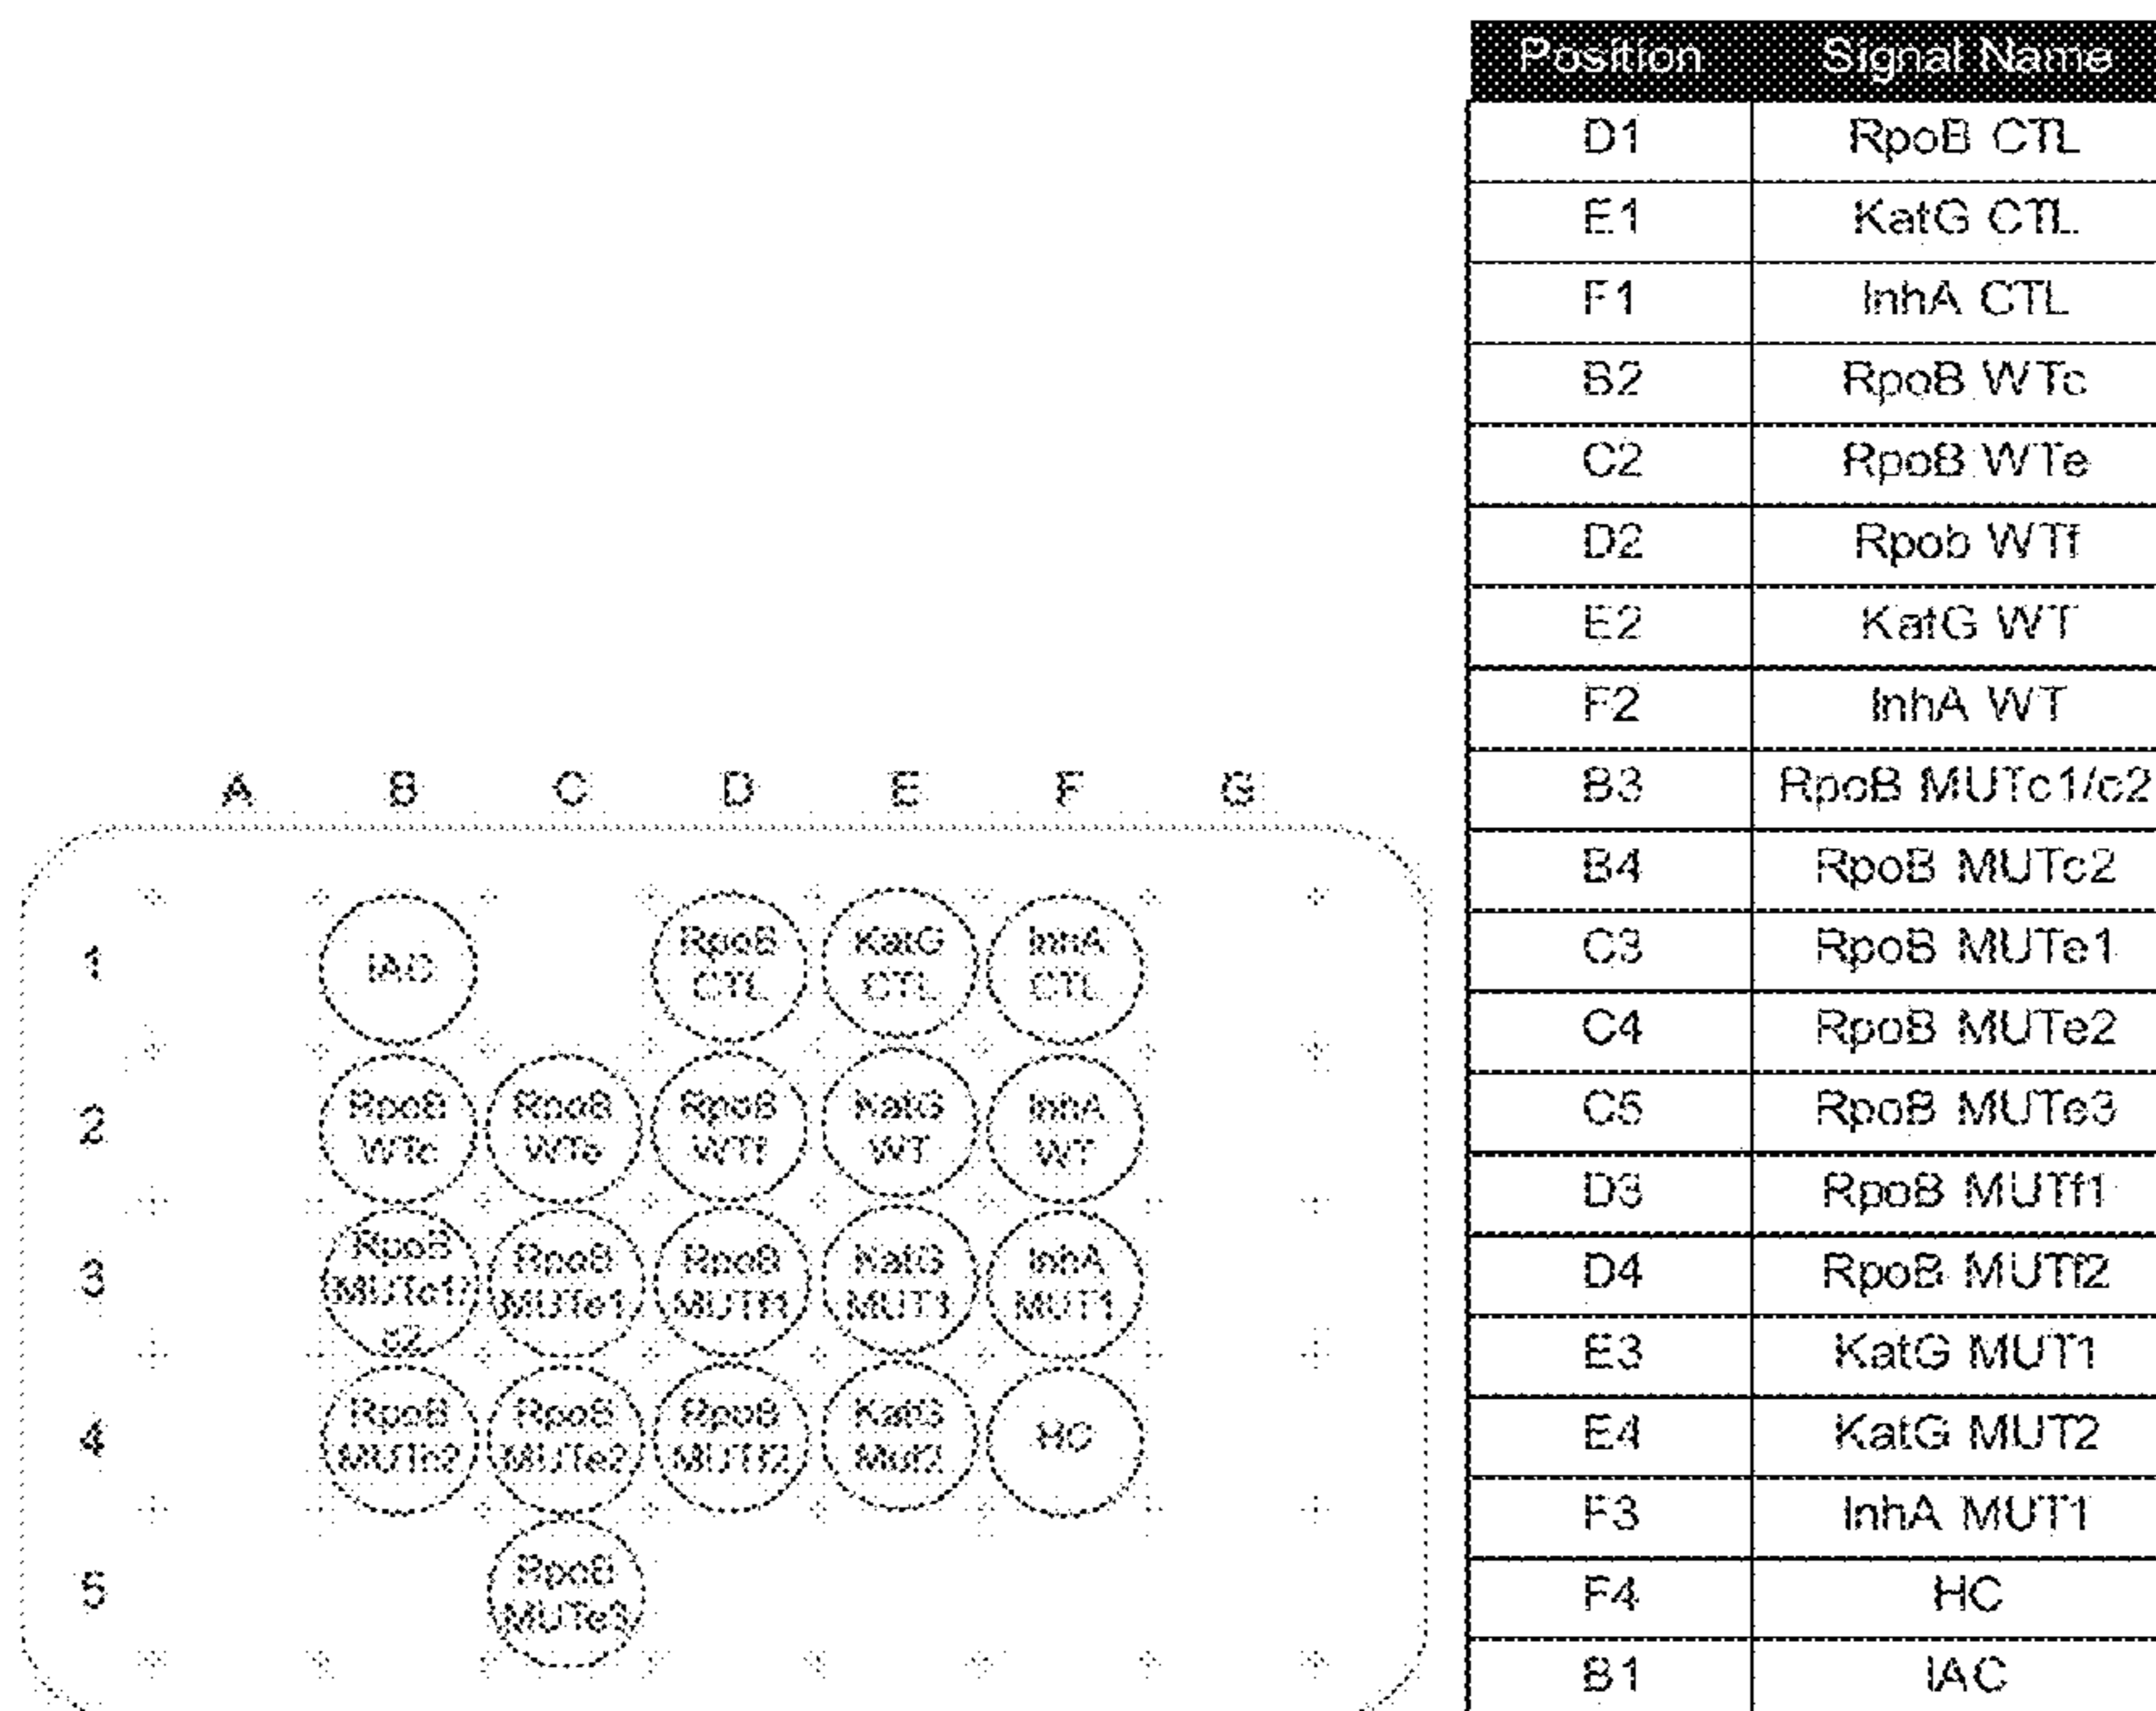 Position Signal Name
D1 RpoB CTL
E1 KatG CTL
F1 InhA CTL
B2 RpoB WTc
C2 RpoB WTe
D2 Rpob WTf
E2 KatG WT
F2 InhA WT
B3 RpoB MUTc1/c2
B4 RpoB MUTc2
C3 RpoB MUTe1
C4 RpoB MUTe2
C5 RpoB MUTe3
D3 RpoB MUTf1
D4 RpoB MUTf2
E3 KatG MUT1
E4 KatG MUT2
F3 InhA MUT1
F4 HC
B1 IAC
A B C D E F G
1 IAC RpoB KatG InhA
CTL CTL CTL
2 RpoB RpoB RpoB KatG InhA
WTc WTe WTf WT WT
3 RpoB RpoB RpoB KatG InhA
MUTc1/ MUTe1 MUTf1 MUT1 MUT1
c2
4 RpoB RpoB RpoB KatG HC
MUTc2 MUTe2 MUTf2 Mut2
5 RpoB
MUTe3